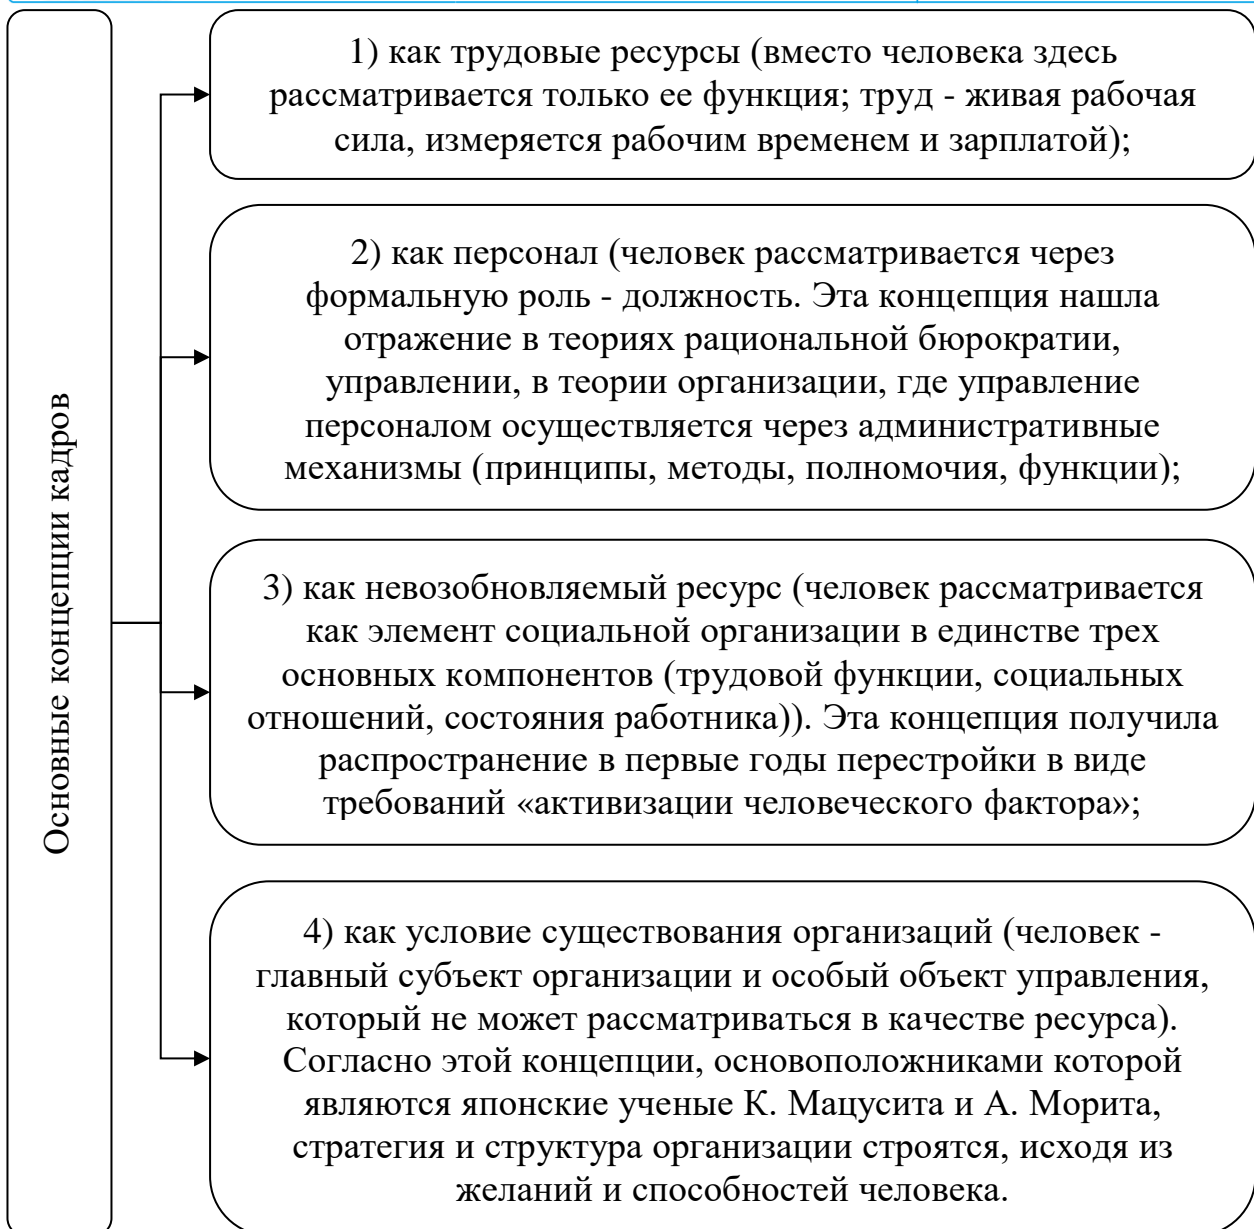 Основные концепции кадров
1) как трудовые ресурсы (вместо человека здесь
рассматривается только ее функция; труд - живая рабочая
сила, измеряется рабочим временем и зарплатой);
2) как персонал (человек рассматривается через
формальную роль - должность. Эта концепция нашла
отражение в теориях рациональной бюрократии,
управлении, в теории организации, где управление
персоналом осуществляется через административные
механизмы (принципы, методы, полномочия, функции);
3) как невозобновляемый ресурс (человек рассматривается
как элемент социальной организации в единстве трех
основных компонентов (трудовой функции, социальных
отношений, состояния работника)). Эта концепция получила
распространение в первые годы перестройки в виде
требований «активизации человеческого фактора»;
4) как условие существования организаций (человек -
главный субъект организации и особый объект управления,
который не может рассматриваться в качестве ресурса).
Согласно этой концепции, основоположниками которой
являются японские ученые К. Мацусита и А. Морита,
стратегия и структура организации строятся, исходя из
желаний и способностей человека.